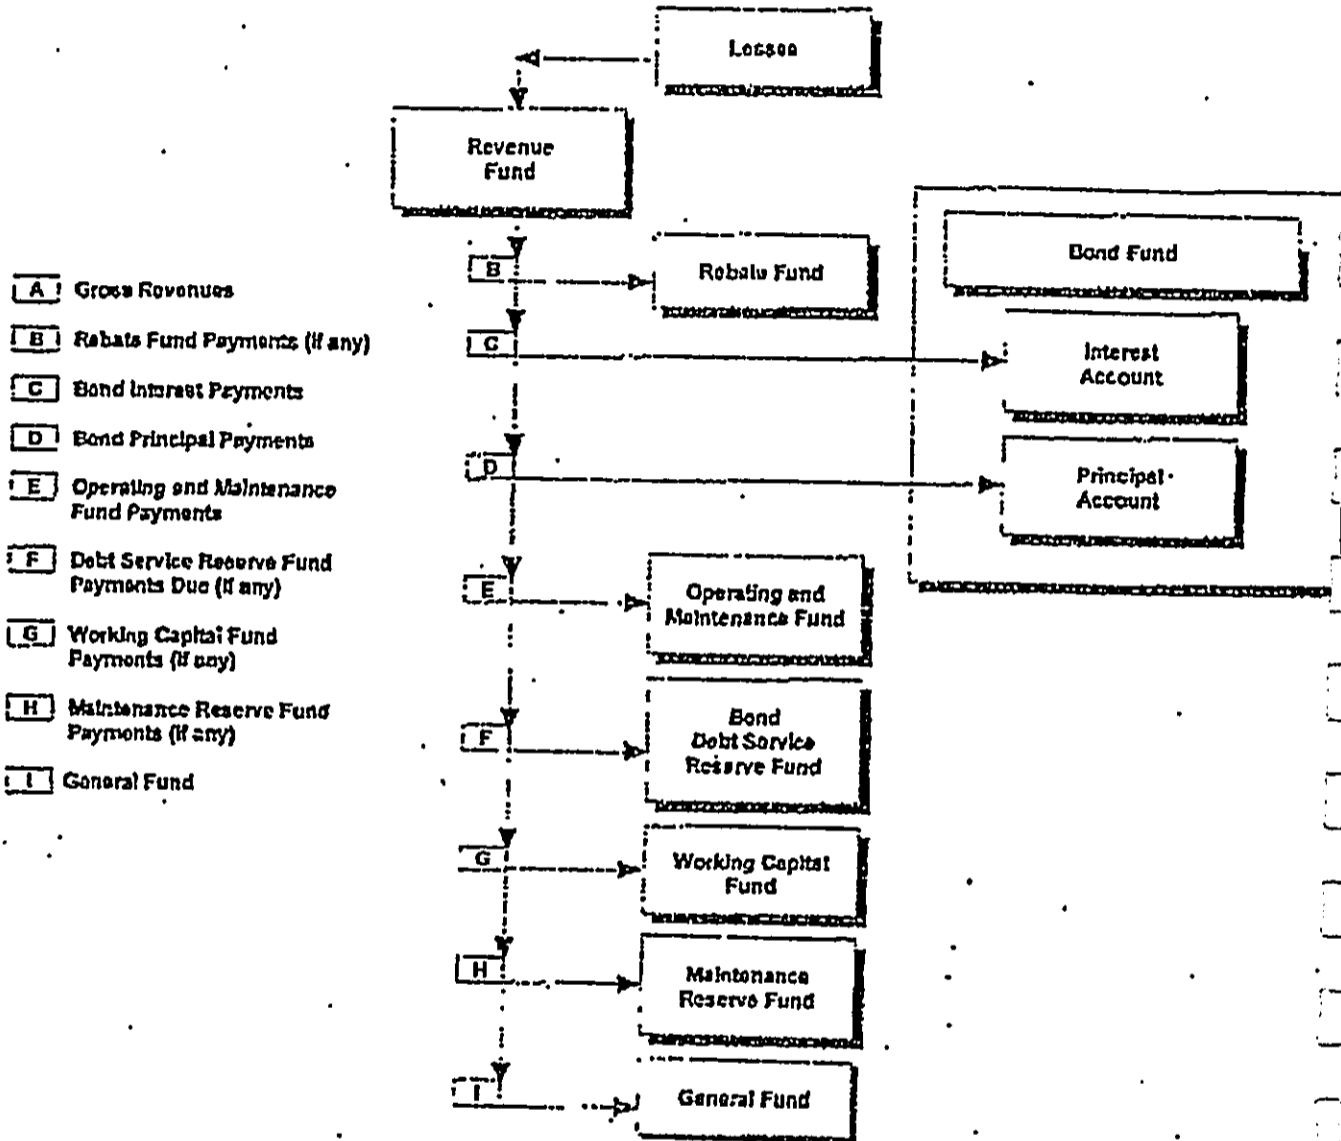 Lessee
Revenue
Fund
B
Rebate Fund
Bond Fund
A Gross Revenues
B Rebate Fund Payments (if any)
C Bond Interest Payments
D Bond Principal Payments
E Operating and Maintenance
Fund Payments
F Debt Service Reserve Fund
Payments Due (if any)
G Working Capital Fund
Payments (if any)
H Maintenance Reserve Fund
Payments (if any)
I General Fund
C
Interest
Account
D
Principal
Account
E
Operating and
Maintenance Fund
F
Bond
Debt Service
Reserve Fund
G
Working Capital
Fund
H
Maintenance
Reserve Fund
I
General Fund